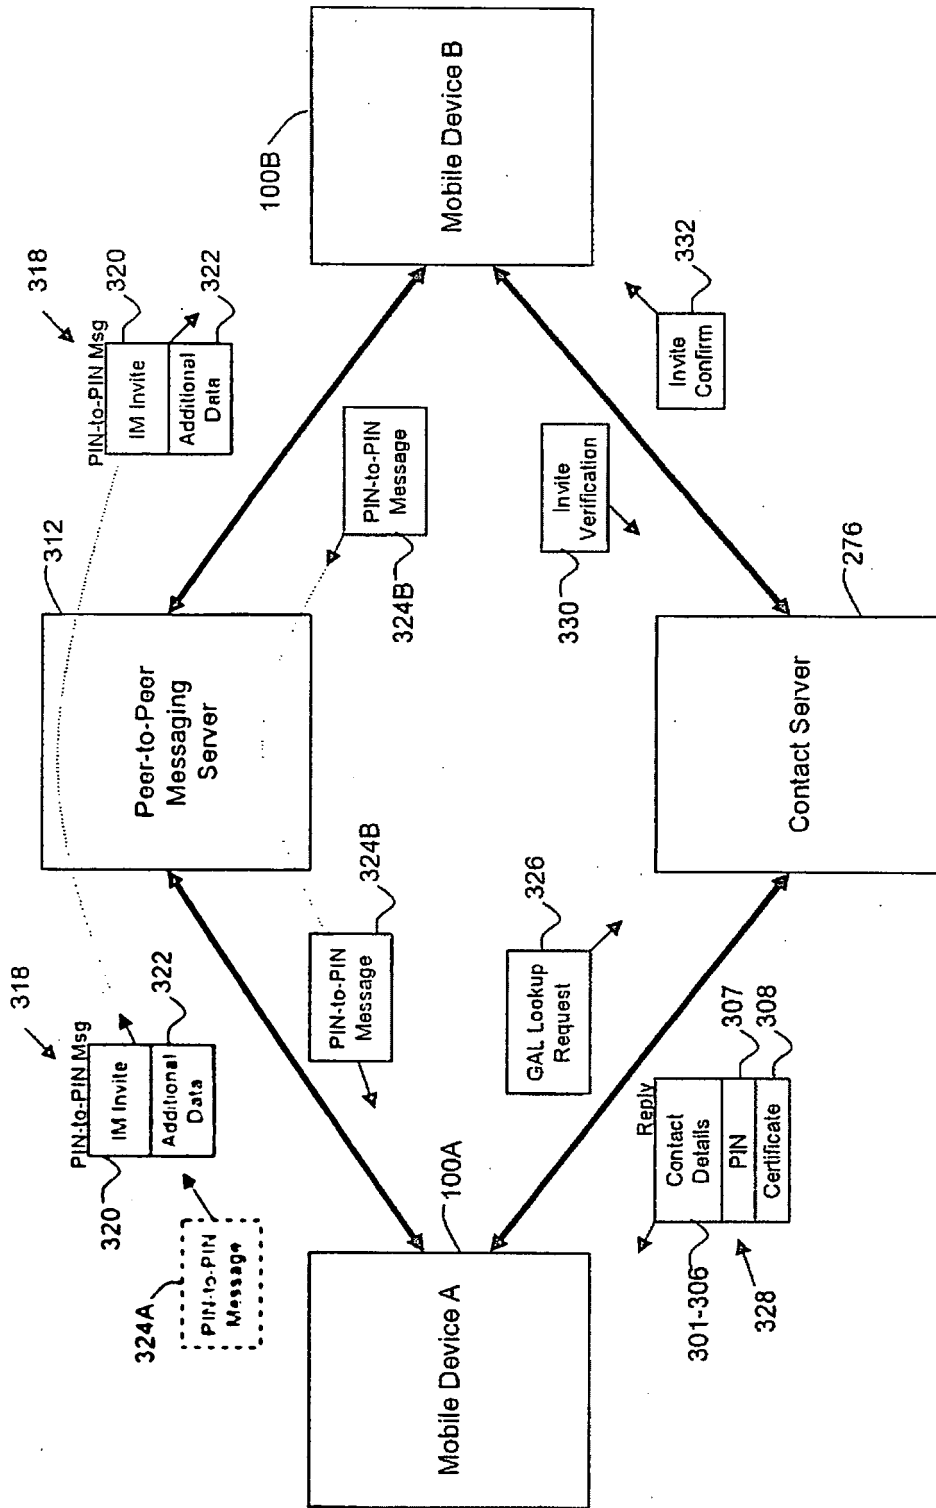 318
PIN-to-PIN Msg
IM Invite
320
Additional
Data
322
324A
PIN-to-PIN
Message
Mobile Device A
100A
PIN-to-PIN
Message
324B
312
Peer-to-Peer
Messaging
Server
318
PIN-to-PIN Msg
IM Invite
320
Additional
Data
322
PIN-to-PIN
Message
324B
100B
Mobile Device B
GAL Lookup
Request
326
Reply
Contact
Details
PIN
Certificate
301-306
307
308
328
Contact Server
276
Invite
Verification
330
Invite
Confirm
332